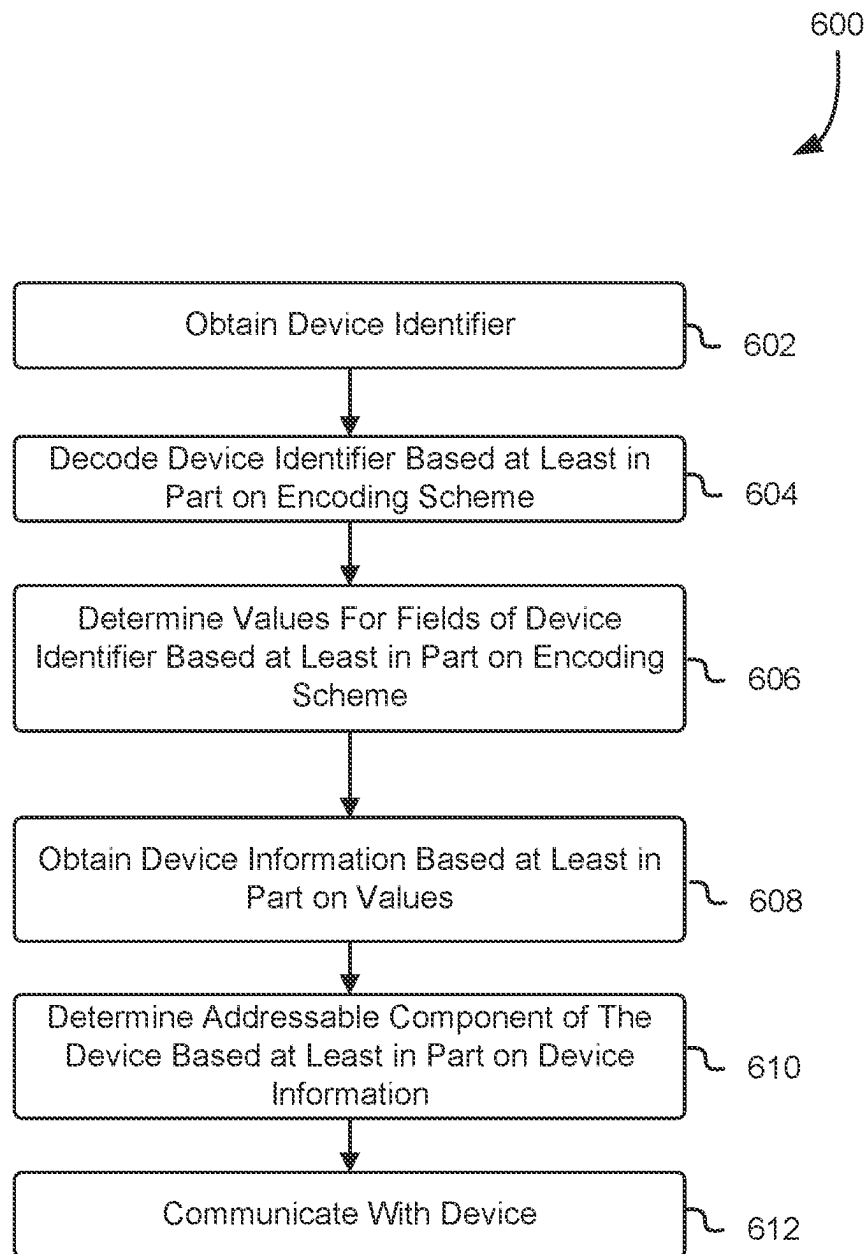 600
Obtain Device Identifier
602
Decode Device Identifier Based at Least in
Part on Encoding Scheme
604
Determine Values For Fields of Device
Identifier Based at Least in Part on Encoding
Scheme
606
Obtain Device Information Based at Least in
Part on Values
608
Determine Addressable Component of The
Device Based at Least in Part on Device
Information
610
Communicate With Device
612